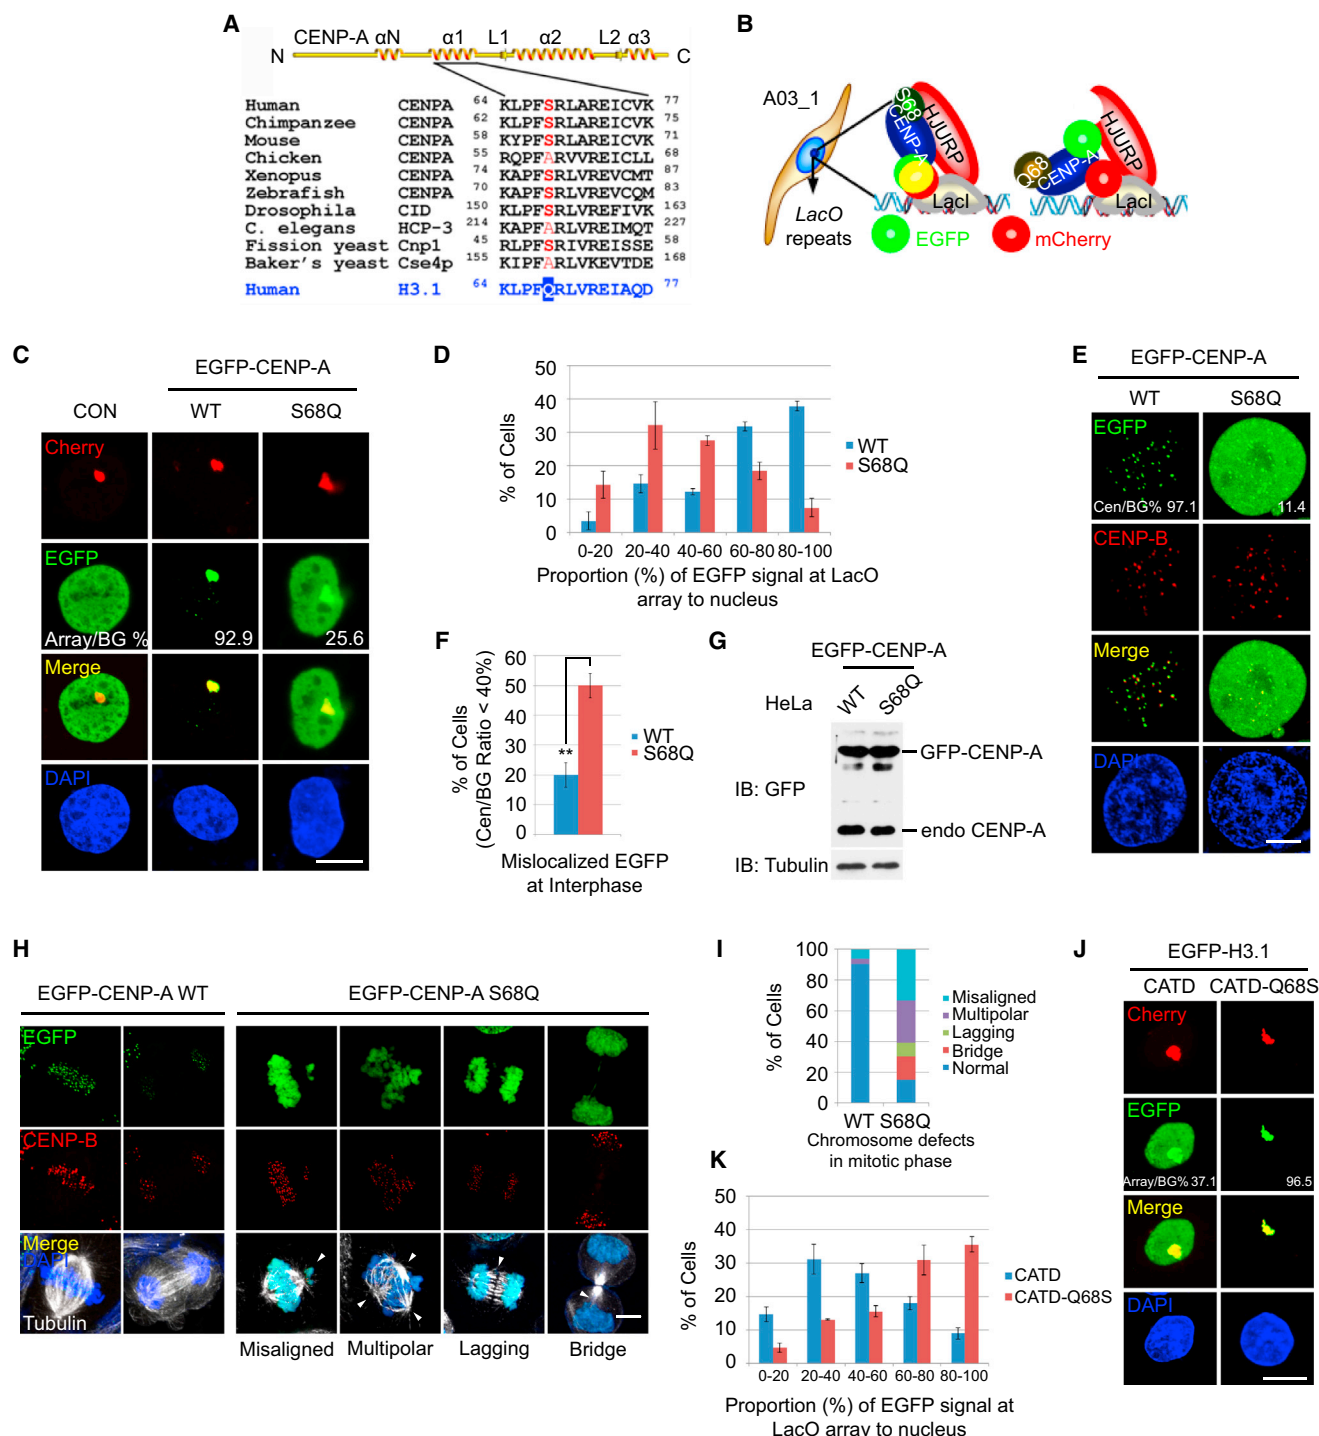 A
CENP-A αN α1 L1 α2 L2 α3
N C
Human CENPA 64 KLPFSRLAREICVK 77
Chimpanzee CENPA 62 KLPFSRLAREICVK 75
Mouse CENPA 58 KYPFSRLAREICVK 71
Chicken CENPA 55 RQPFARVVREICLL 68
Xenopus CENPA 74 KAPFSRLVREVCMT 87
Zebrafish CENPA 70 KAPFSRLVREVCQM 83
Drosophila CID 150 KLPFSRLVREFIVK 163
C. elegans HCP-3 214 KAPFARLVREIMQT 227
Fission yeast Cnp1 45 RLPFSRIVREISSE 58
Baker's yeast Cse4p 155 KIPFARLVKEVTDE 168
Human H3.1 64 KLPFQRLVREIAQD 77
B
A03_1
S68
CENP-A
HJURP
LacI
Q68
CENP-A
HJURP
LacI
LacO
repeats
EGFP
mCherry
C
EGFP-CENP-A
CON WT S68Q
Cherry
EGFP
Array/BG % 92.9 25.6
Merge
DAPI
D
% of Cells
50
40
30
20
10
0
WT
S68Q
0-20 20-40 40-60 60-80 80-100
Proportion (%) of EGFP signal at LacO
array to nucleus
E
EGFP-CENP-A
WT S68Q
EGFP
Cen/BG% 97.1 11.4
CENP-B
Merge
DAPI
F
% of Cells
(Cen/BG Ratio < 40%)
60
50
40
30
20
10
0
**
WT
S68Q
Mislocalized EGFP
at Interphase
G
EGFP-CENP-A
HeLa WT S68Q
GFP-CENP-A
IB: GFP
endo CENP-A
IB: Tubulin
H
EGFP-CENP-A WT EGFP-CENP-A S68Q
EGFP
CENP-B
Merge
DAPI
Tubulin
Misaligned Multipolar Lagging Bridge
I
% of Cells
100
80
60
40
20
0
Misaligned
Multipolar
Lagging
Bridge
Normal
WT S68Q
Chromosome defects
in mitotic phase
J
EGFP-H3.1
CATD CATD-Q68S
Cherry
EGFP
Array/BG% 37.1 96.5
Merge
DAPI
K
% of Cells
50
40
30
20
10
0
CATD
CATD-Q68S
0-20 20-40 40-60 60-80 80-100
Proportion (%) of EGFP signal at
LacO array to nucleus